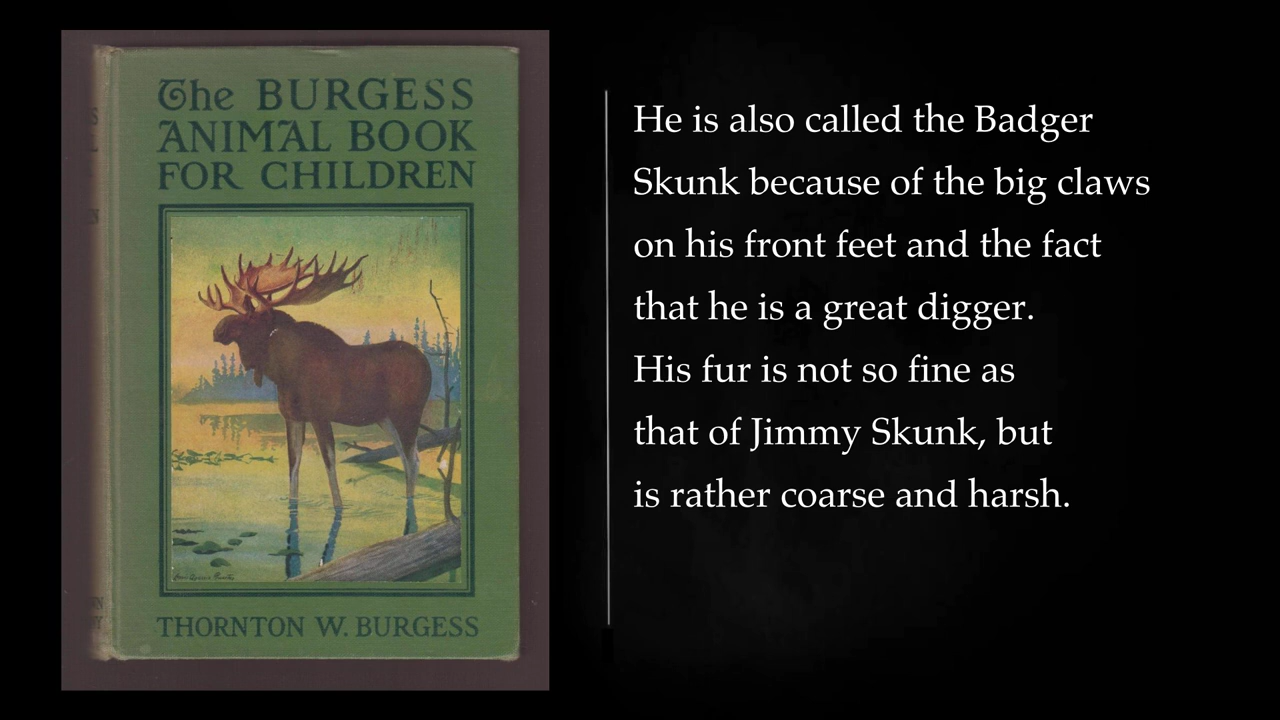 The BURGESS
ANIMAL BOOK
FOR CHILDREN
THORNTON W. BURGESS
He is also called the Badger
Skunk because of the big claws
on his front feet and the fact
that he is a great digger.
His fur is not so fine as
that of Jimmy Skunk, but
is rather coarse and harsh.